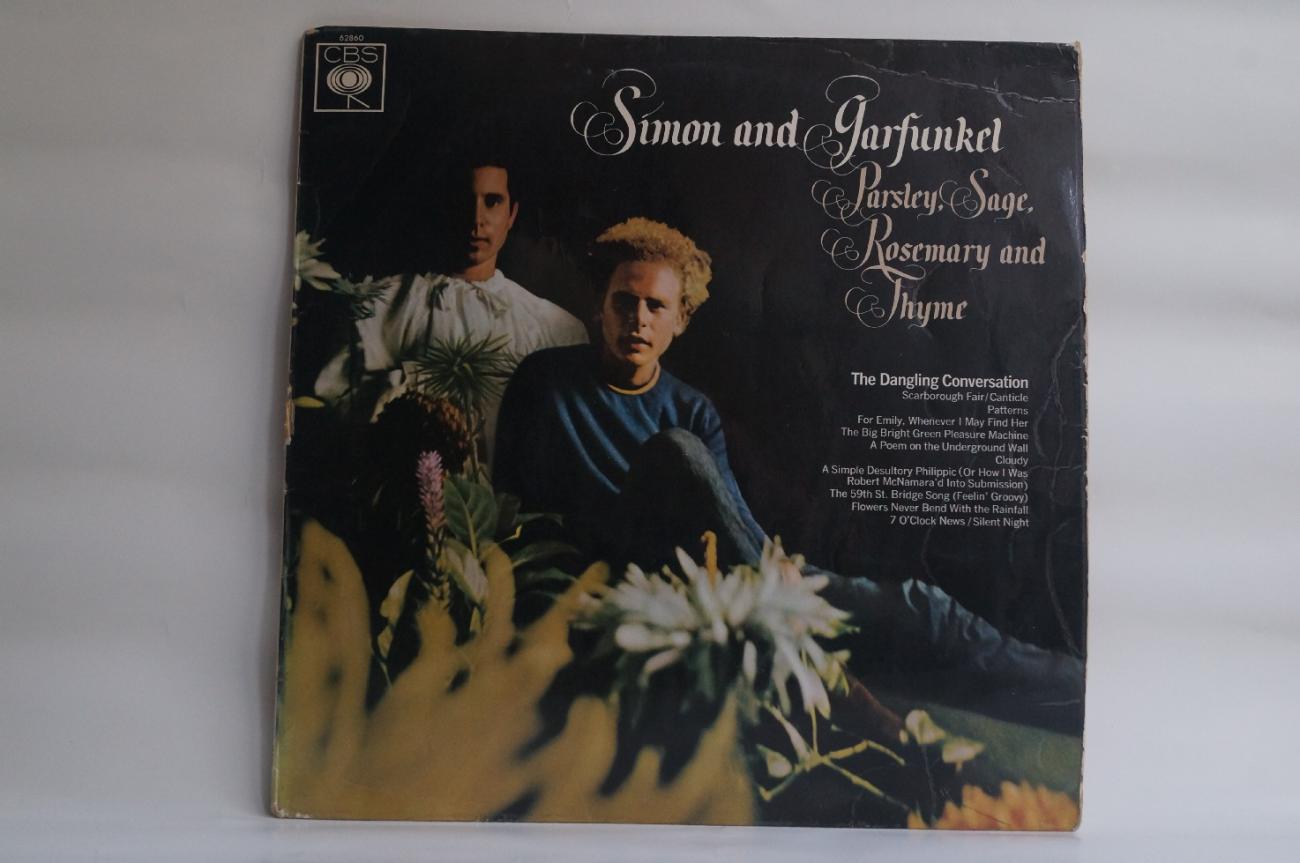 62860
CBS
Simon and Garfunkel
Parsley, Sage,
Rosemary and
Thyme
The Dangling Conversation
Scarborough Fair/Canticle
Patterns
For Emily, Whenever I May Find Her
The Big Bright Green Pleasure Machine
A Poem on the Underground Wall
Cloudy
A Simple Desultory Philippic (Or How I Was
Robert McNamara'd Into Submission)
The 59th St. Bridge Song (Feelin' Groovy)
Flowers Never Bend With the Rainfall
7 O'Clock News / Silent Night